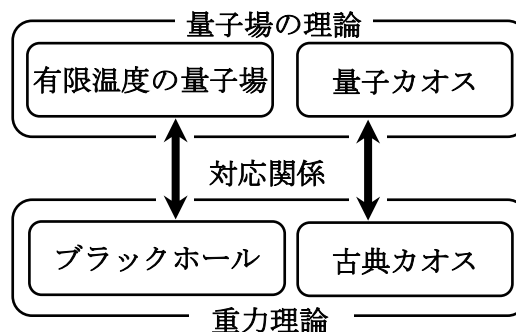 量子場の理論
有限温度の量子場
量子カオス
対応関係
ブラックホール
古典カオス
重力理論